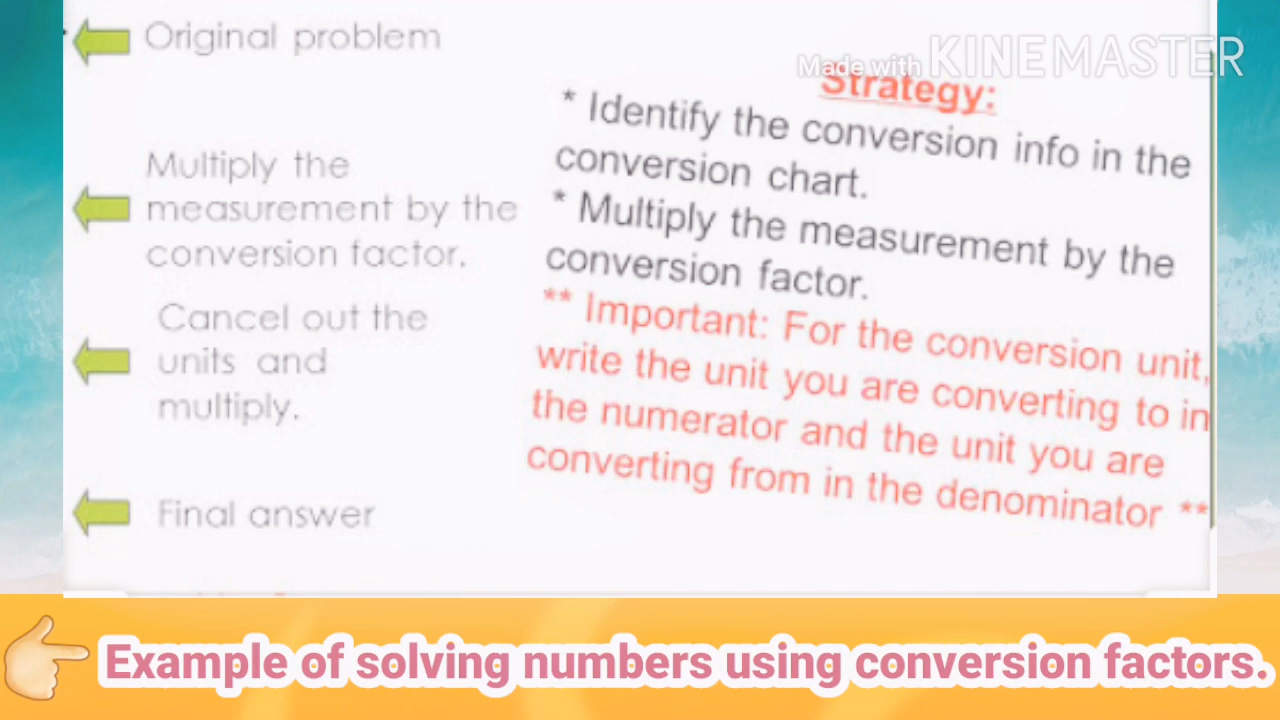 Original problem
Multiply the
measurement by the
conversion factor.
Cancel out the
units and
multiply.
Final answer
Made with KINEMASTER
Strategy:
* Identify the conversion info in the
conversion chart.
* Multiply the measurement by the
conversion factor.
** Important: For the conversion unit,
write the unit you are converting to in
the numerator and the unit you are
converting from in the denominator **
Example of solving numbers using conversion factors.